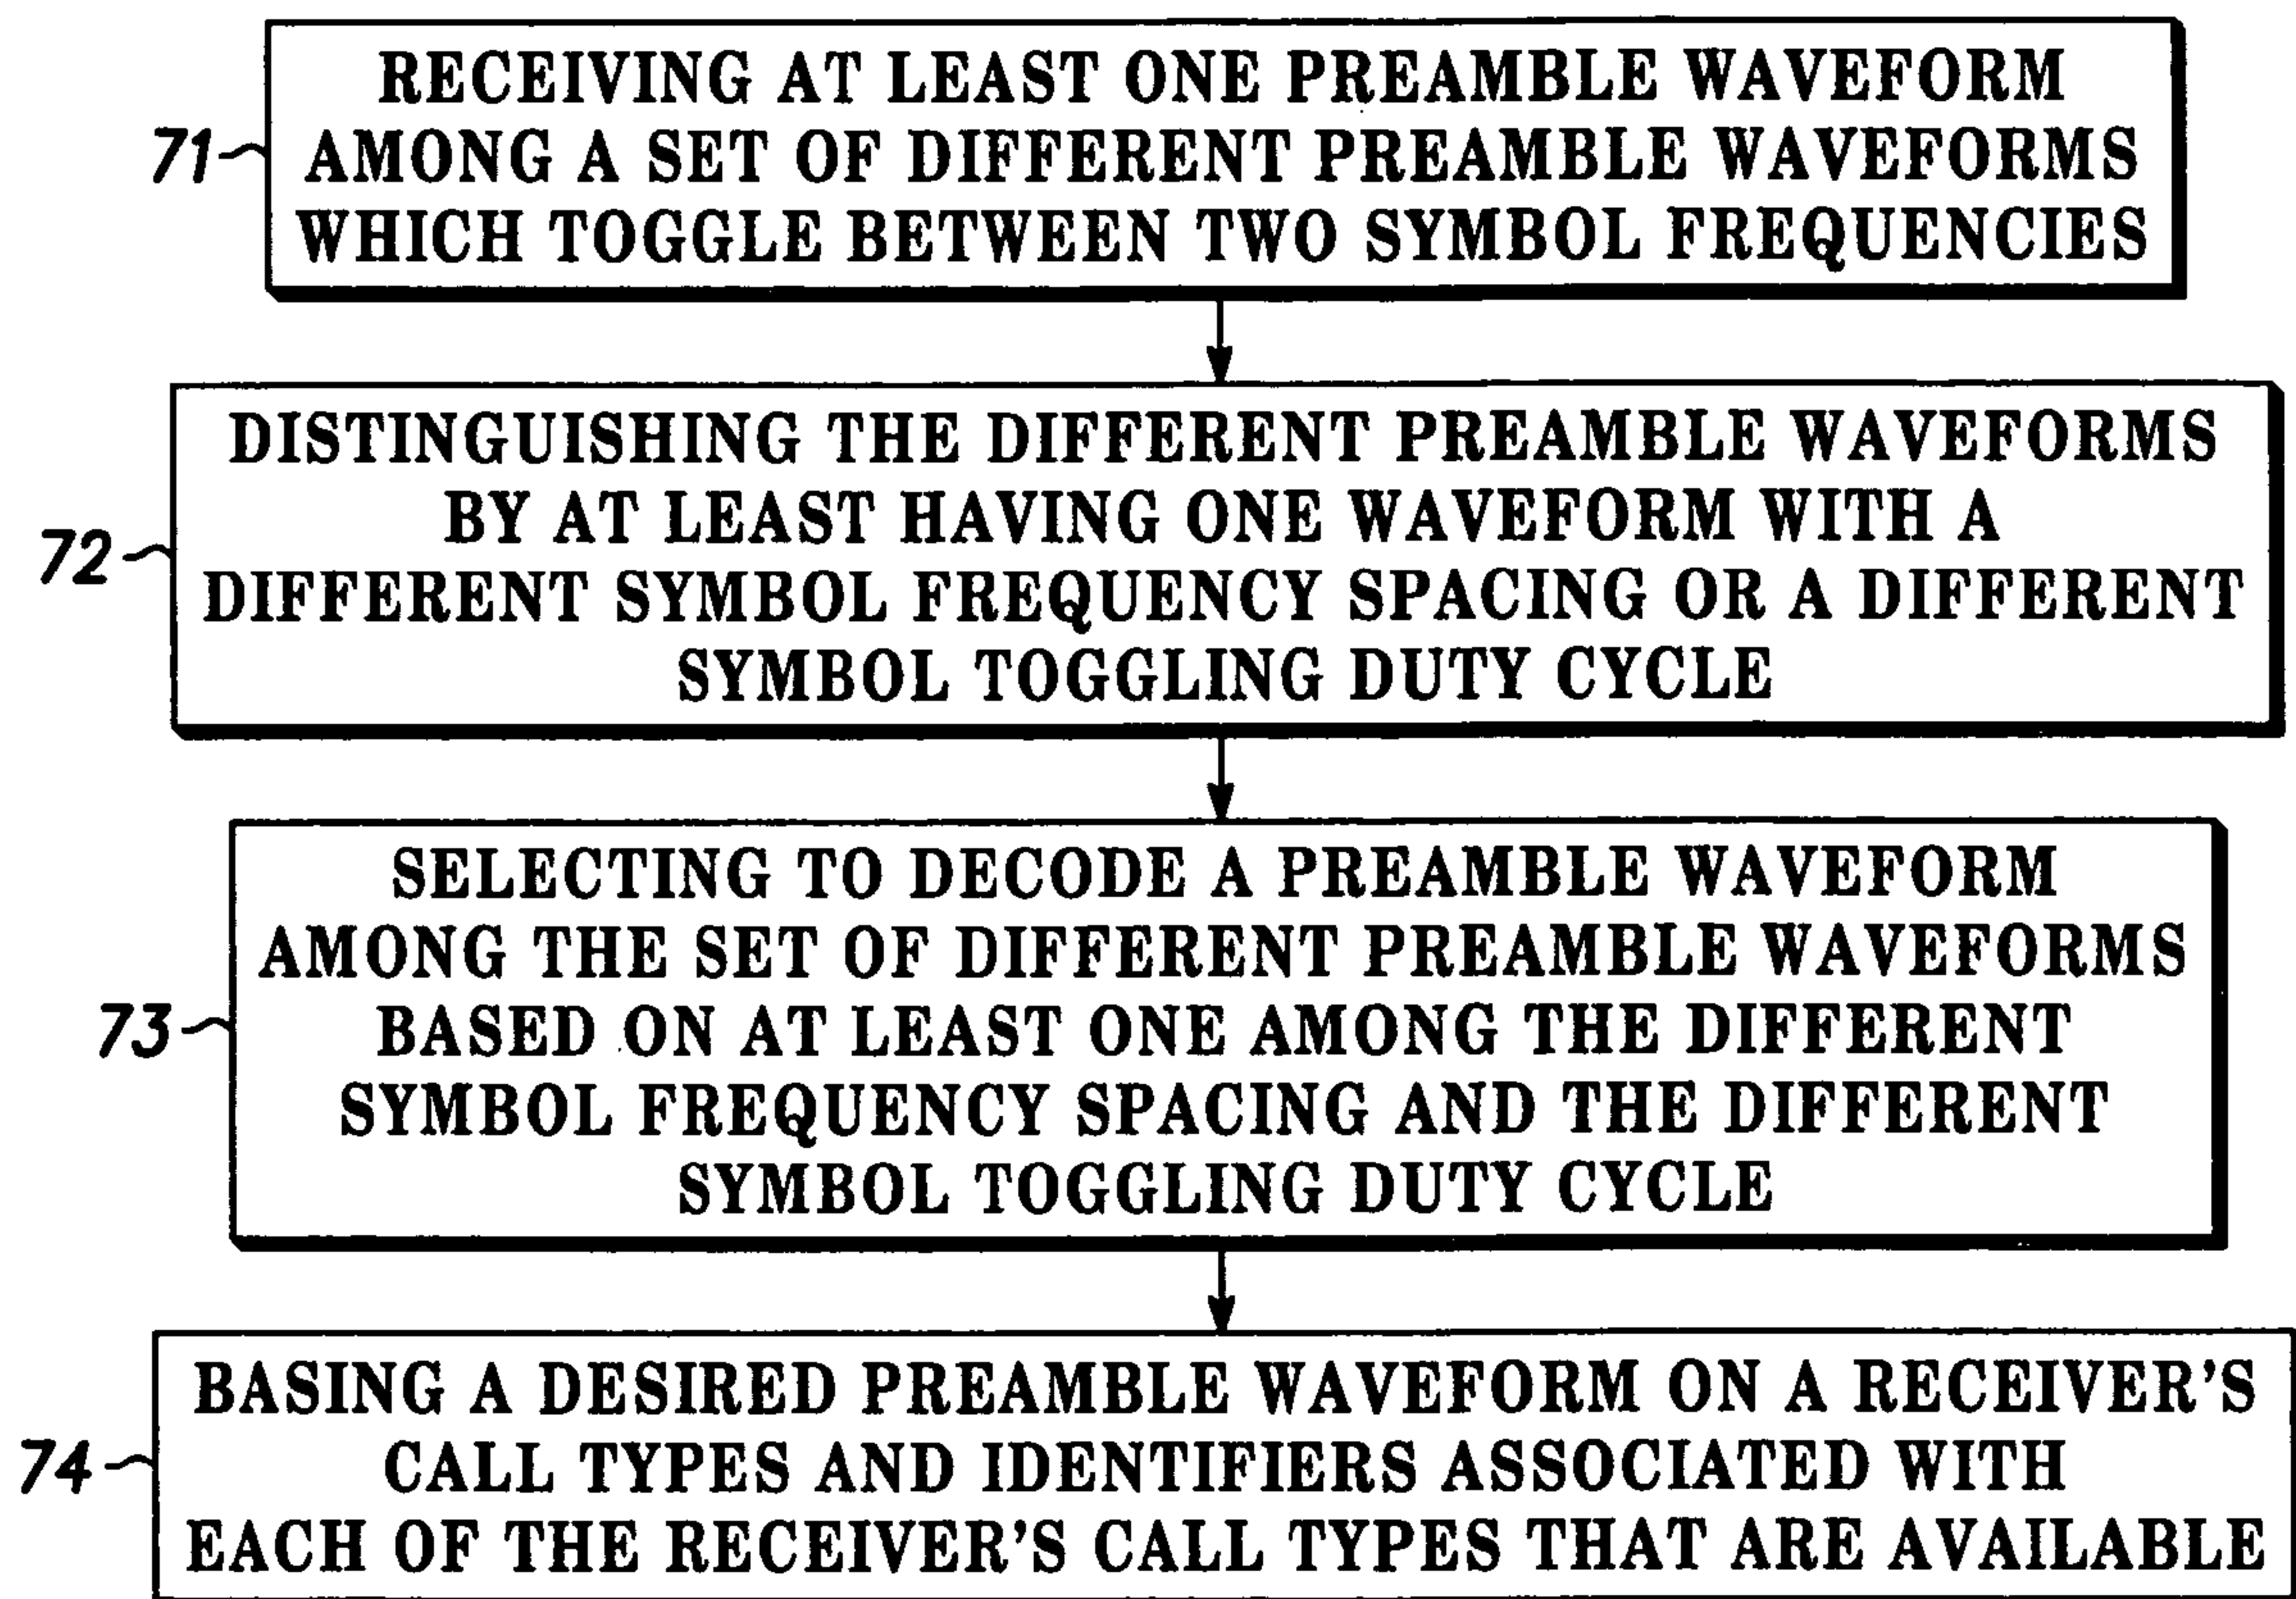 RECEIVING AT LEAST ONE PREAMBLE WAVEFORM
71 AMONG A SET OF DIFFERENT PREAMBLE WAVEFORMS
WHICH TOGGLE BETWEEN TWO SYMBOL FREQUENCIES
DISTINGUISHING THE DIFFERENT PREAMBLE WAVEFORMS
BY AT LEAST HAVING ONE WAVEFORM WITH A
72
DIFFERENT SYMBOL FREQUENCY SPACING OR A DIFFERENT
SYMBOL TOGGLING DUTY CYCLE
SELECTING TO DECODE A PREAMBLE WAVEFORM
AMONG THE SET OF DIFFERENT PREAMBLE WAVEFORMS
73 BASED ON AT LEAST ONE AMONG THE DIFFERENT
SYMBOL FREQUENCY SPACING AND THE DIFFERENT
SYMBOL TOGGLING DUTY CYCLE
BASING A DESIRED PREAMBLE WAVEFORM ON A RECEIVER'S
74 CALL TYPES AND IDENTIFIERS ASSOCIATED WITH
EACH OF THE RECEIVER'S CALL TYPES THAT ARE AVAILABLE